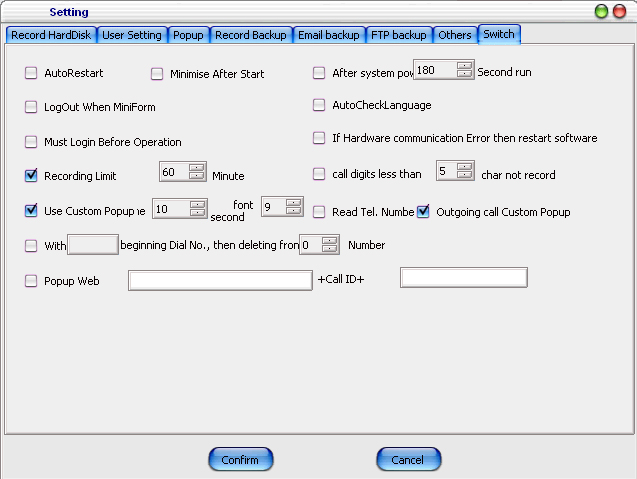 Setting
Record HardDisk User Setting Popup Record Backup Email backup FTP backup Others Switch
AutoRestart Minimise After Start After system pow 180 Second run
LogOut When MiniForm AutoCheckLanguage
Must Login Before Operation If Hardware communication Error then restart software
Recording Limit 60 Minute call digits less than 5 char not record
Use Custom Popup 10 second font 9 Read Tel. Numbe Outgoing call Custom Popup
With beginning Dial No., then deleting fron 0 Number
Popup Web +Call ID+
Confirm Cancel